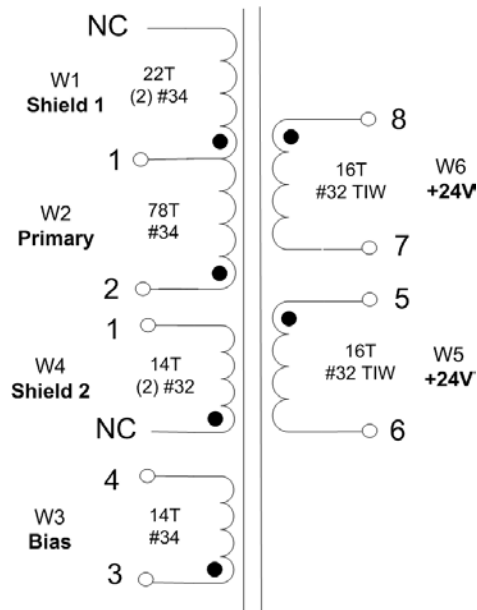 NC
W1
Shield 1
22T
(2) #34
1
W2
Primary
78T
#34
2
1
W4
Shield 2
14T
(2) #32
NC
4
W3
Bias
14T
#34
3
8
16T
#32 TIW
W6
+24V
7
5
16T
#32 TIW
W5
+24V
6